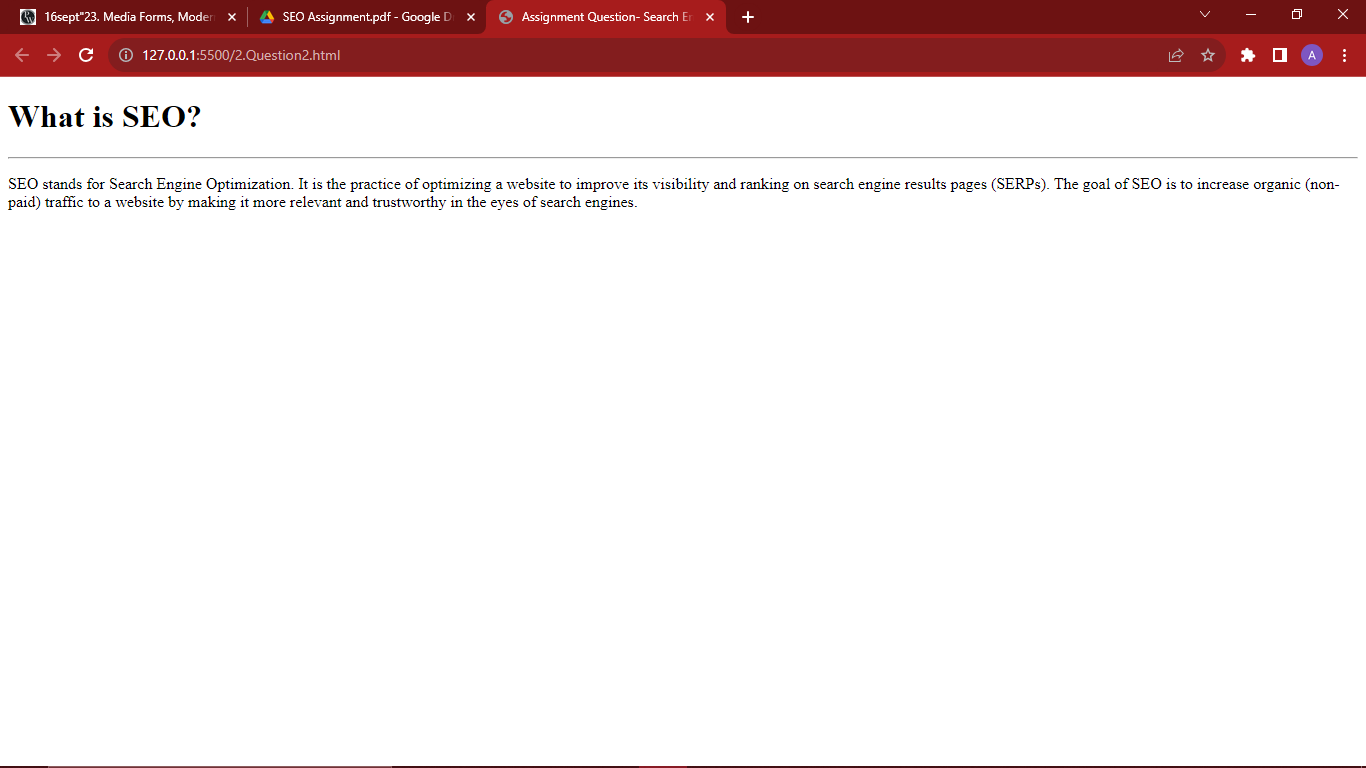 16sept"23. Media Forms, Moder
SEO Assignment.pdf - Google D
Assignment Question- Search Er
127.0.0.1:5500/2.Question2.html
A
What is SEO?
SEO stands for Search Engine Optimization. It is the practice of optimizing a website to improve its visibility and ranking on search engine results pages (SERPs). The goal of SEO is to increase organic (non-
paid) traffic to a website by making it more relevant and trustworthy in the eyes of search engines.